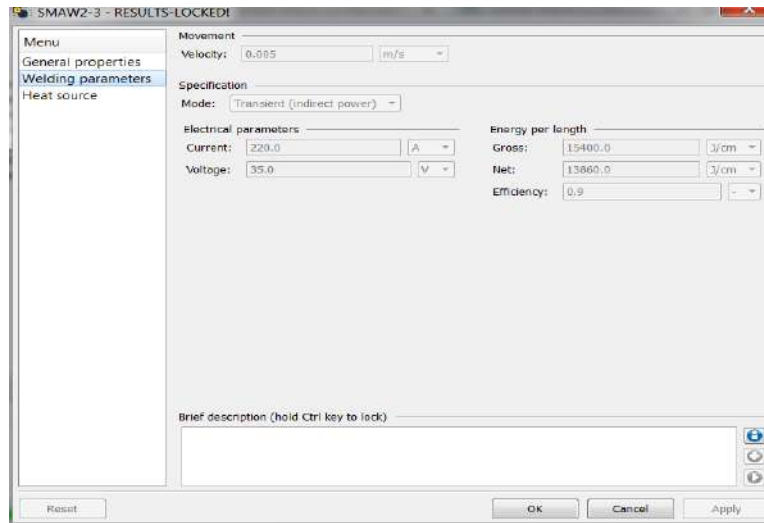 SMAW2-3 - RESULTS-LOCKED!
Menu
General properties
Welding parameters
Heat source
Movement
Velocity: 0.005 m/s
Specification
Mode: Transient (indirect power)
Electrical parameters
Current: 220.0 A
Voltage: 35.0 V
Energy per length
Gross: 15400.0 J/cm
Net: 13860.0 J/cm
Efficiency: 0.9 -
Brief description (hold Ctrl key to lock)
Reset OK Cancel Apply